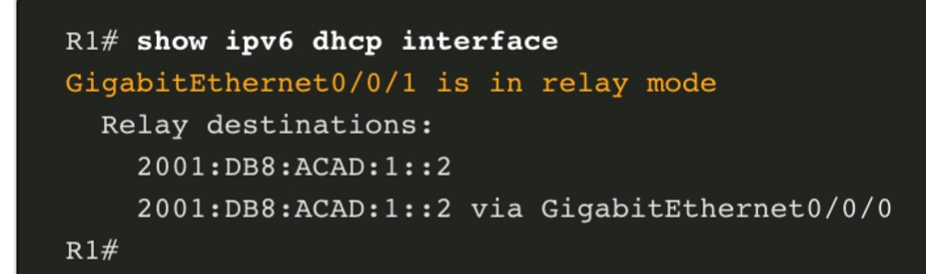 R1# show ipv6 dhcp interface
GigabitEthernet0/0/1 is in relay mode
Relay destinations:
2001:DB8:ACAD:1::2
2001:DB8:ACAD:1::2 via GigabitEthernet0/0/0
R1#